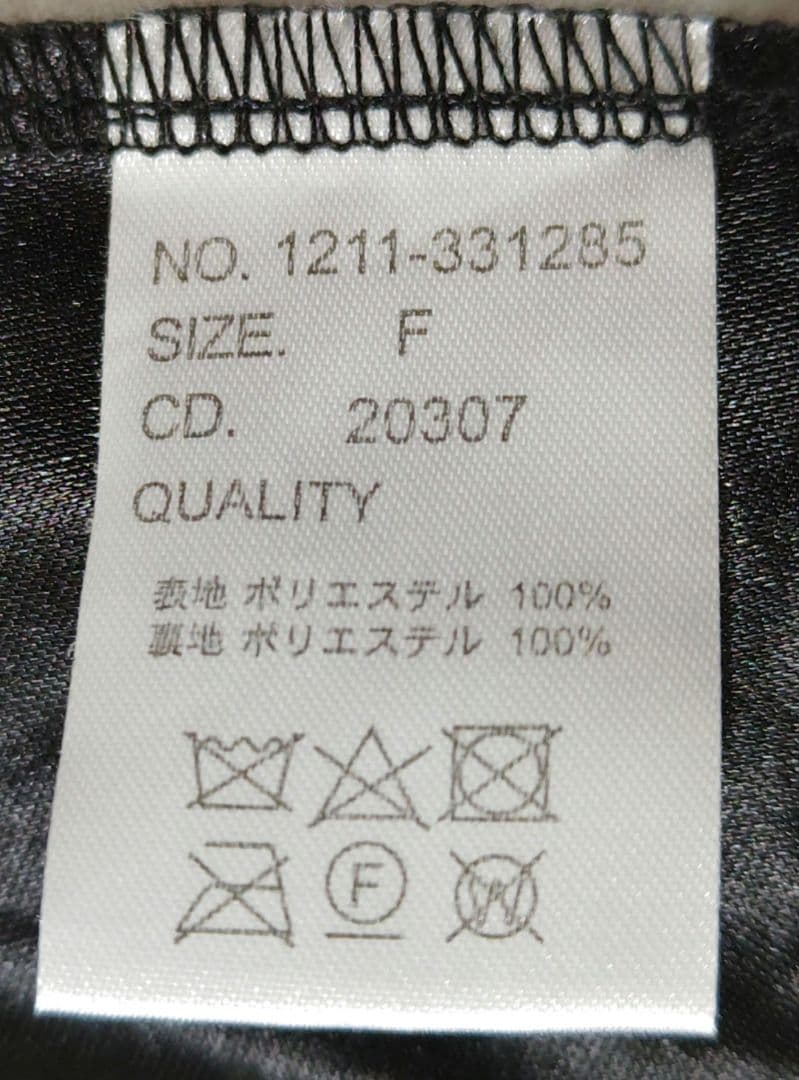 NO. 1211-331285
SIZE. F
CD. 20307
QUALITY
表地 ポリエステル 100%
裏地 ポリエステル 100%
F W